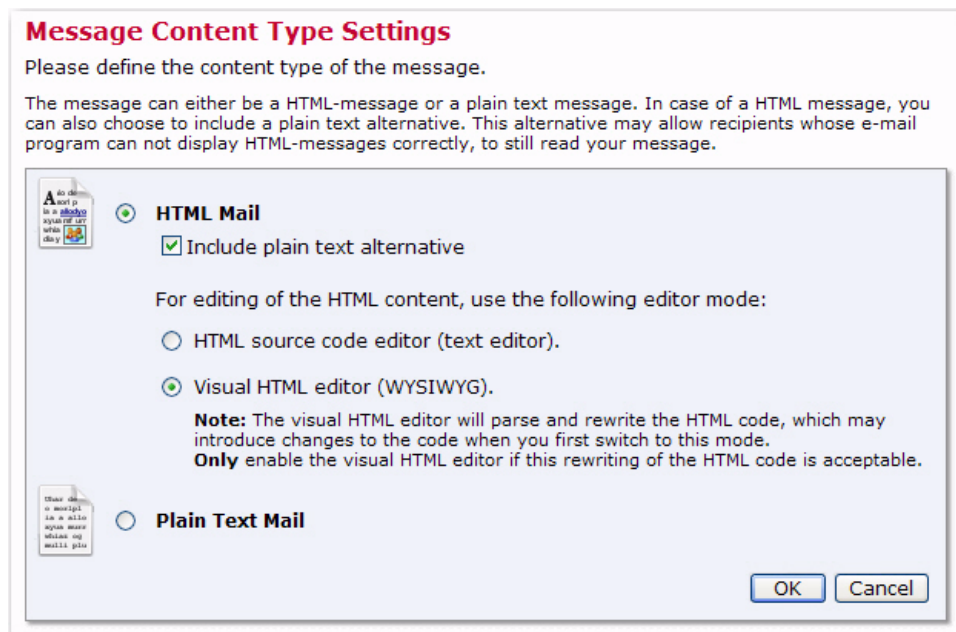 Message Content Type Settings
Please define the content type of the message.
The message can either be a HTML-message or a plain text message. In case of a HTML message, you
can also choose to include a plain text alternative. This alternative may allow recipients whose e-mail
program can not display HTML-messages correctly, to still read your message.
HTML Mail
Include plain text alternative
For editing of the HTML content, use the following editor mode:
HTML source code editor (text editor).
Visual HTML editor (WYSIWYG).
Note: The visual HTML editor will parse and rewrite the HTML code, which may
introduce changes to the code when you first switch to this mode.
Only enable the visual HTML editor if this rewriting of the HTML code is acceptable.
Plain Text Mail
OK Cancel